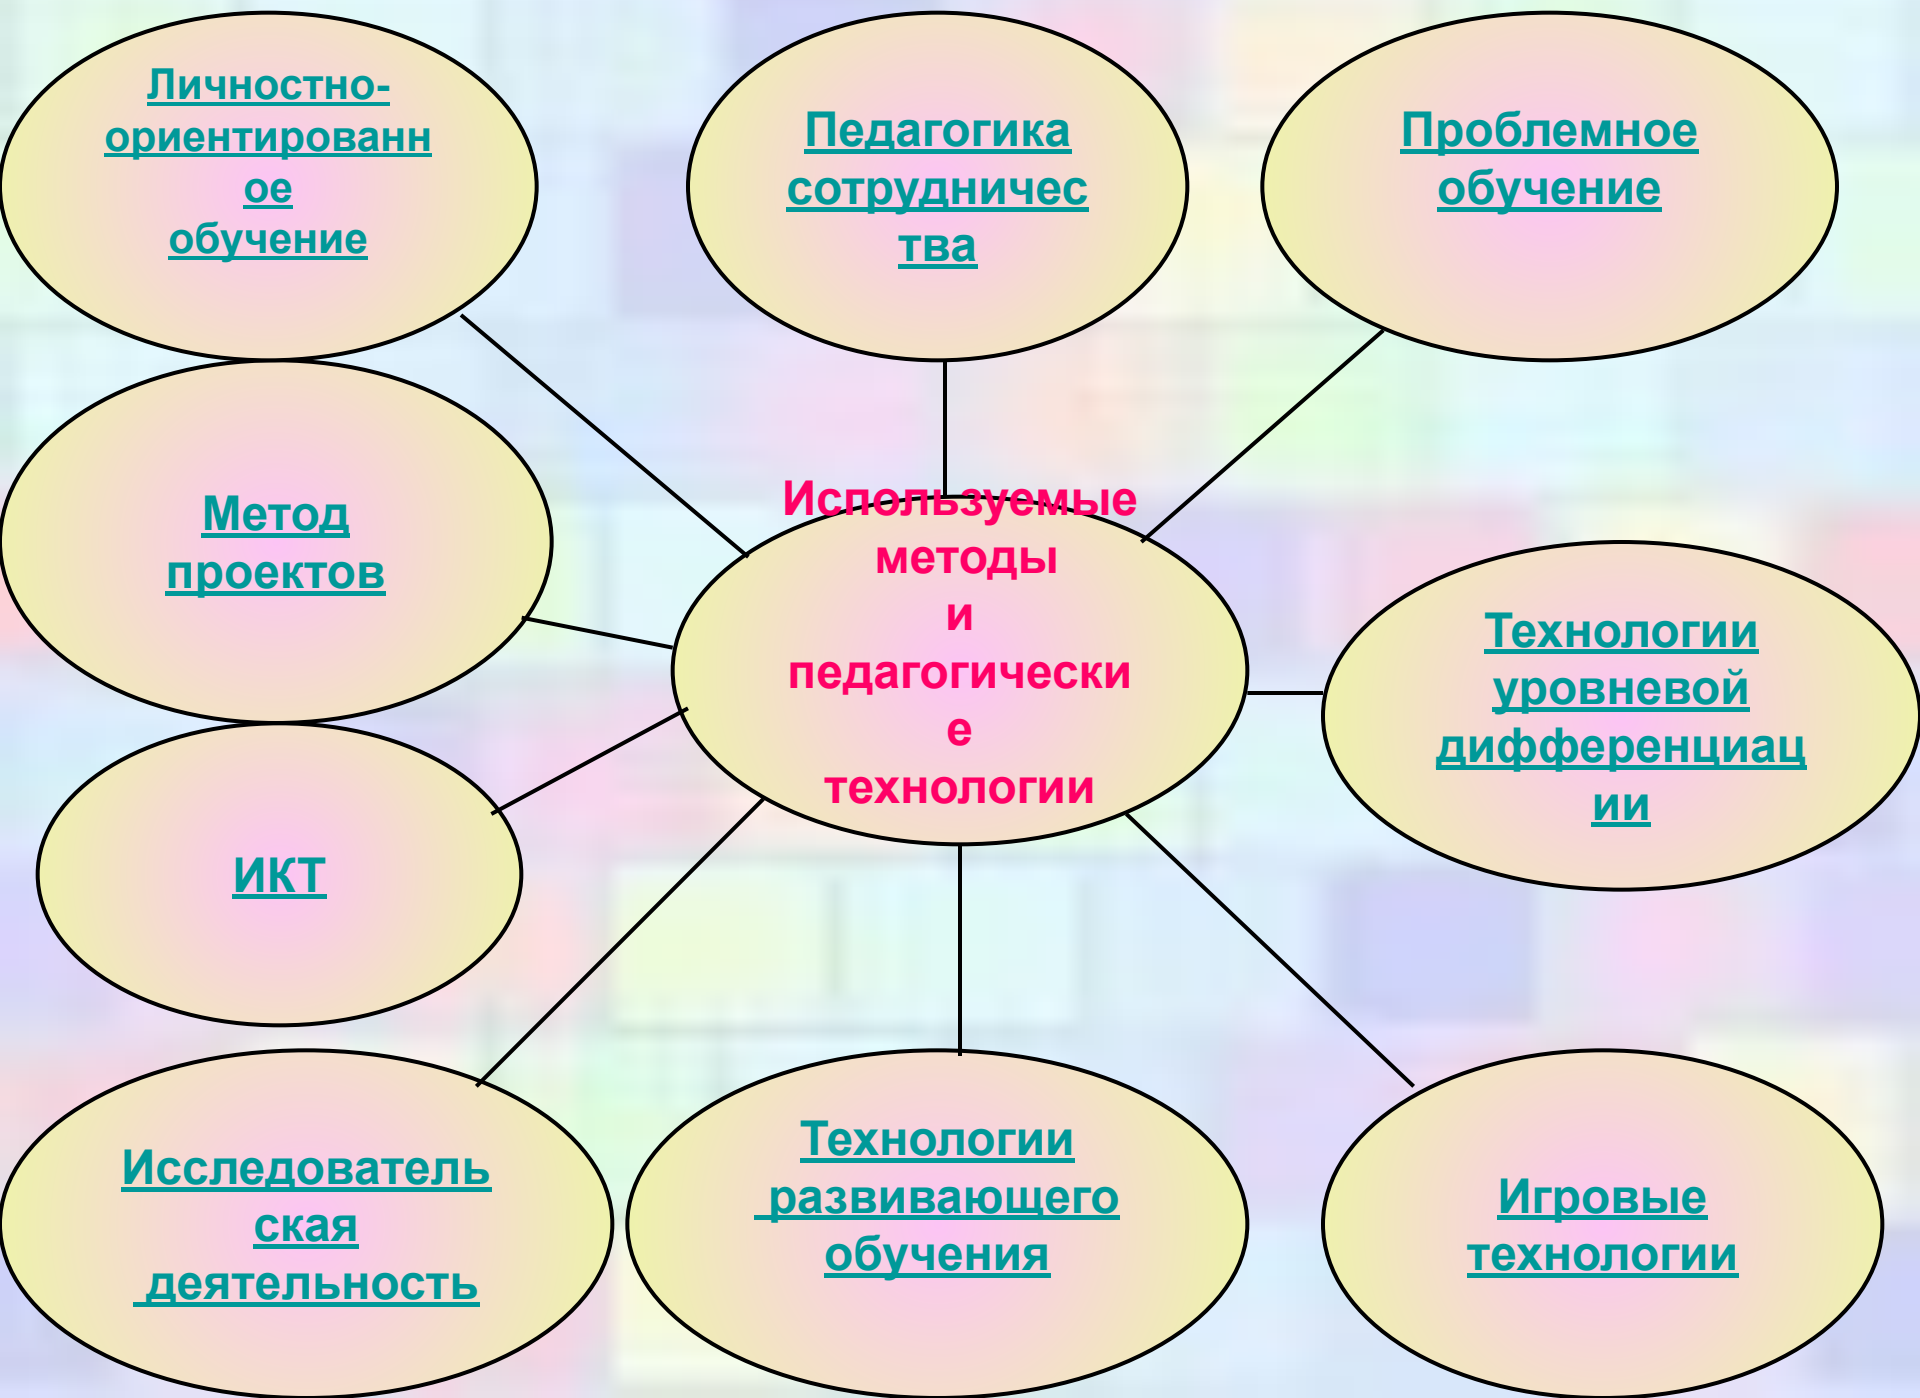 Личностно-
ориентированн
ое
обучение
Педагогика
сотрудничес
тва
Проблемное
обучение
Метод
проектов
Используемые
методы
и
педагогически
е
технологии
Технологии
уровневой
дифференциац
ии
ИКТ
Исследователь
ская
деятельность
Технологии
развивающего
обучения
Игровые
технологии